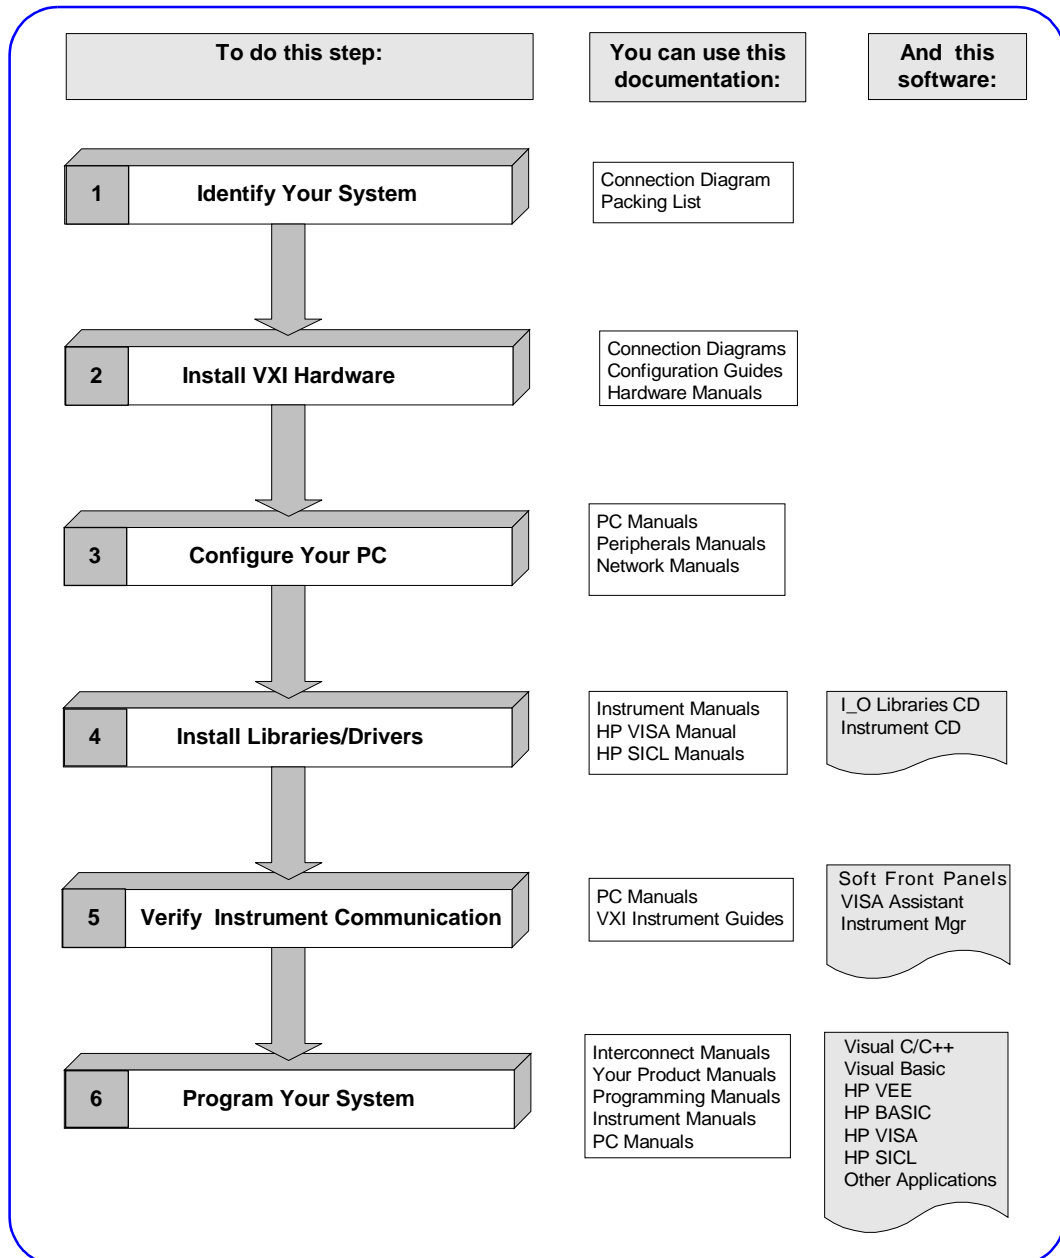 To do this step:
You can use this
documentation:
And this
software:
1
Identify Your System
Connection Diagram
Packing List
2
Install VXI Hardware
Connection Diagrams
Configuration Guides
Hardware Manuals
3
Configure Your PC
PC Manuals
Peripherals Manuals
Network Manuals
4
Install Libraries/Drivers
Instrument Manuals
HP VISA Manual
HP SICL Manuals
I_O Libraries CD
Instrument CD
5
Verify Instrument Communication
PC Manuals
VXI Instrument Guides
Soft Front Panels
VISA Assistant
Instrument Mgr
6
Program Your System
Interconnect Manuals
Your Product Manuals
Programming Manuals
Instrument Manuals
PC Manuals
Visual C/C++
Visual Basic
HP VEE
HP BASIC
HP VISA
HP SICL
Other Applications